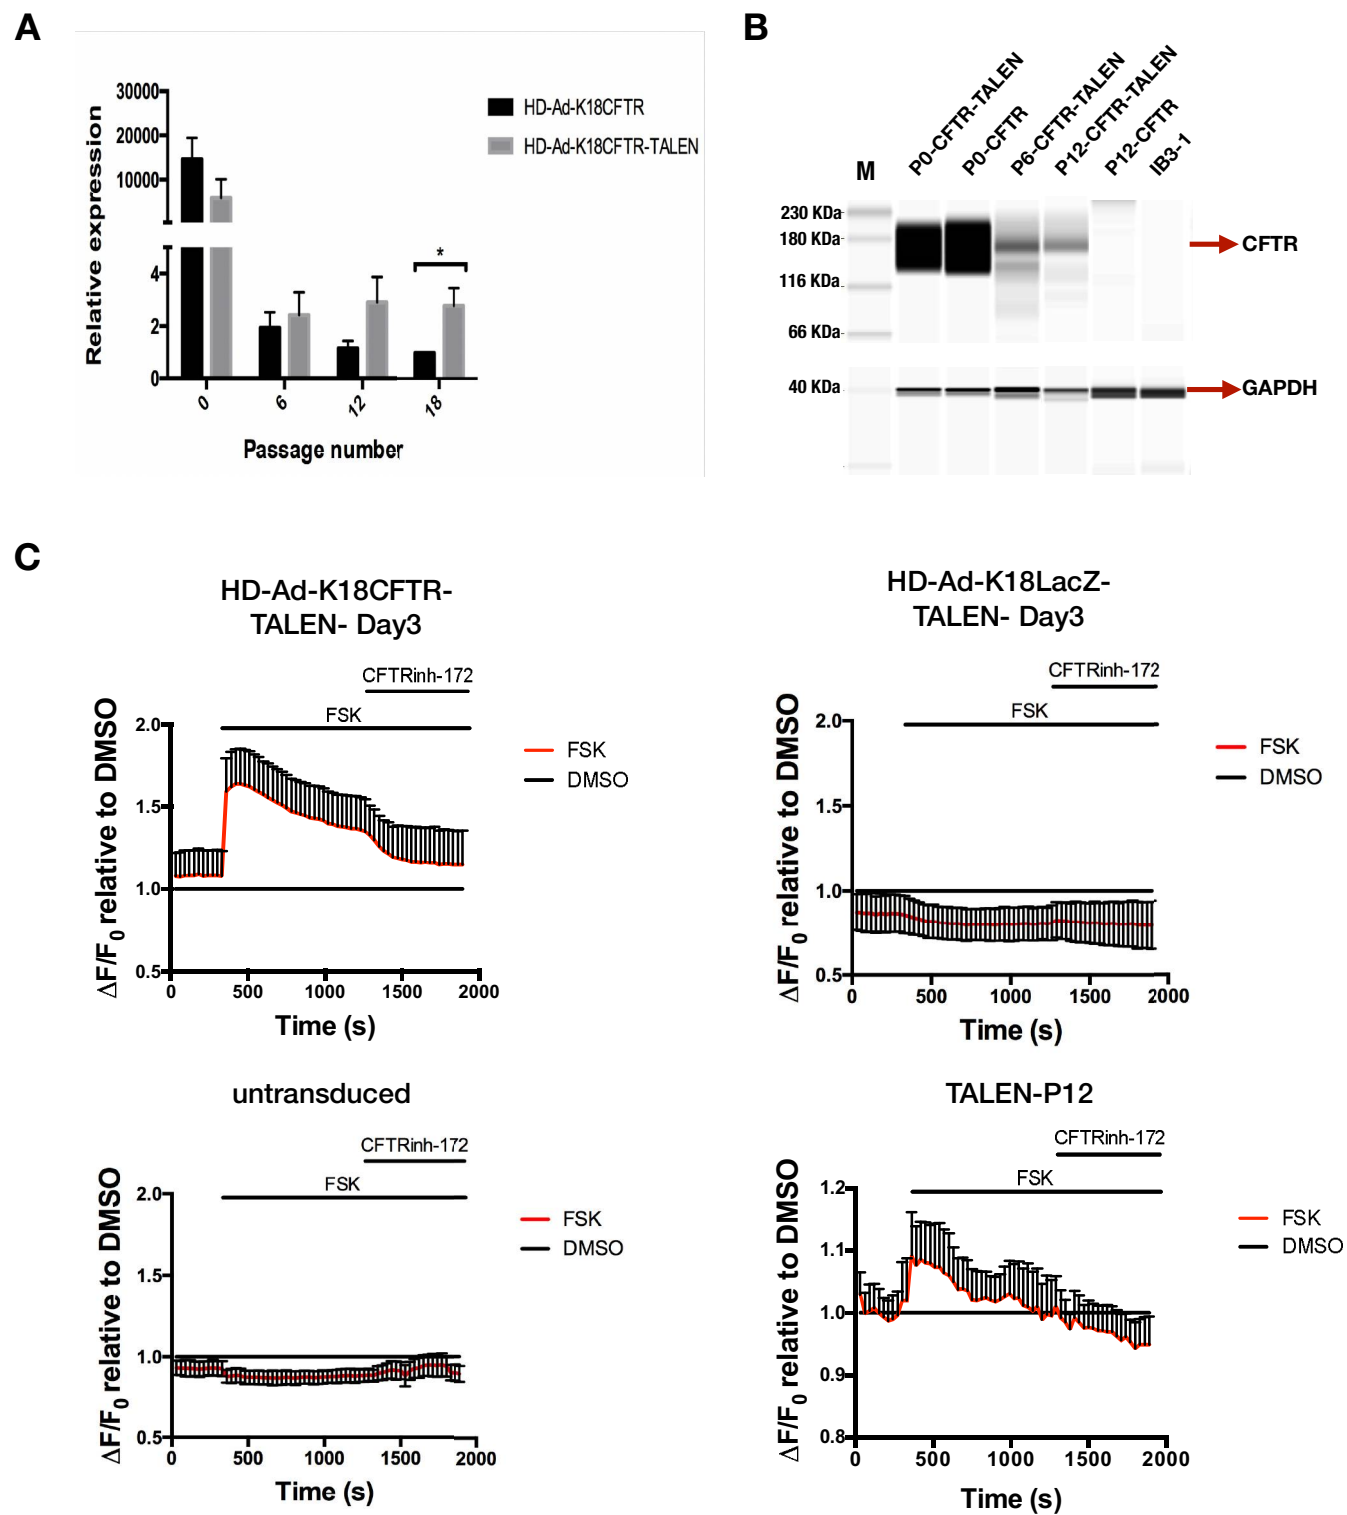 A
30000
20000
10000
4
2
0
Relative expression
HD-Ad-K18CFTR
HD-Ad-K18CFTR-TALEN
*
0
6
12
18
Passage number
B
M
P0-CFTR-TALEN
P0-CFTR
P6-CFTR-TALEN
P12-CFTR-TALEN
P12-CFTR
IB3-1
230 KDa
180 KDa
116 KDa
66 KDa
40 KDa
CFTR
GAPDH
C
HD-Ad-K18CFTR-
TALEN- Day3
CFTRinh-172
FSK
2.0
1.5
1.0
0.5
ΔF/F0 relative to DMSO
FSK
DMSO
0
500
1000
1500
2000
Time (s)
HD-Ad-K18LacZ-
TALEN- Day3
CFTRinh-172
FSK
2.0
1.5
1.0
0.5
ΔF/F0 relative to DMSO
FSK
DMSO
0
500
1000
1500
2000
Time (s)
untransduced
CFTRinh-172
FSK
2.0
1.5
1.0
0.5
ΔF/F0 relative to DMSO
FSK
DMSO
0
500
1000
1500
2000
Time (s)
TALEN-P12
CFTRinh-172
FSK
1.2
1.1
1.0
0.9
0.8
ΔF/F0 relative to DMSO
FSK
DMSO
0
500
1000
1500
2000
Time (s)